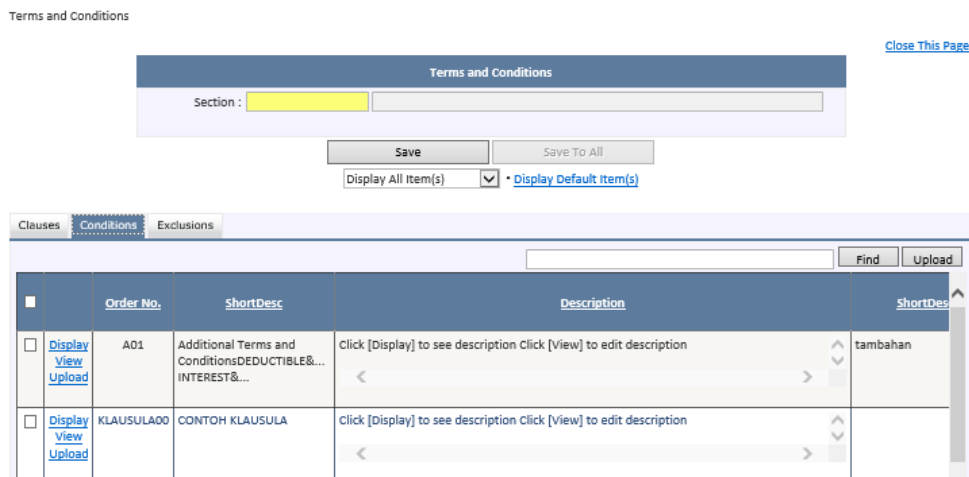 Terms and Conditions
Close This Page
Terms and Conditions
Section :
Save
Save To All
Display All Item(s)
• Display Default Item(s)
Clauses
Conditions
Exclusions
Find
Upload
Order No.
ShortDesc
Description
ShortDes
Display
View
Upload
A01
Additional Terms and
ConditionsDEDUCTIBLE&...
INTEREST&...
Click [Display] to see description Click [View] to edit description
tambahan
Display
View
Upload
KLAUSULA00
CONTOH KLAUSULA
Click [Display] to see description Click [View] to edit description